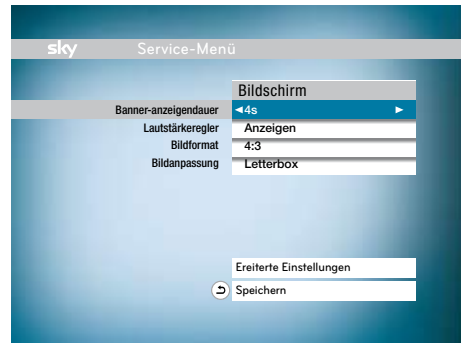 sky Service-Menü
Bildschirm
Banner-anzeigendauer 4s
Lautstärkeregler Anzeigen
Bildformat 4:3
Bildanpassung Letterbox
Ereiterte Einstellungen
Speichern